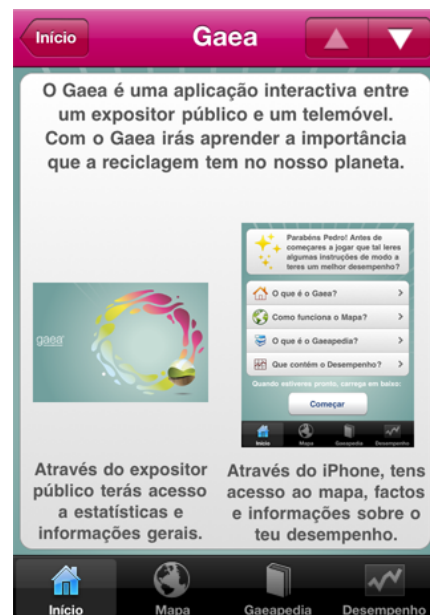 Início
Gaea
O Gaea é uma aplicação interactiva entre
um expositor público e um telemóvel.
Com o Gaea irás aprender a importância
que a reciclagem tem no nosso planeta.
gaea
Parabéns Pedro! Antes de
começares a jogar que tal leres
algumas instruções de modo a
teres um melhor desempenho?
O que é o Gaea?
Como funciona o Mapa?
O que é o Gaeapedia?
Que contém o Desempenho?
Quando estiveres pronto, carrega em baixo:
Começar
Início Mapa Gaeapedia Desempenho
Através do expositor
público terás acesso
a estatísticas e
informações gerais.
Através do iPhone, tens
acesso ao mapa, factos
e informações sobre o
teu desempenho.
Início Mapa Gaeapedia Desempenho